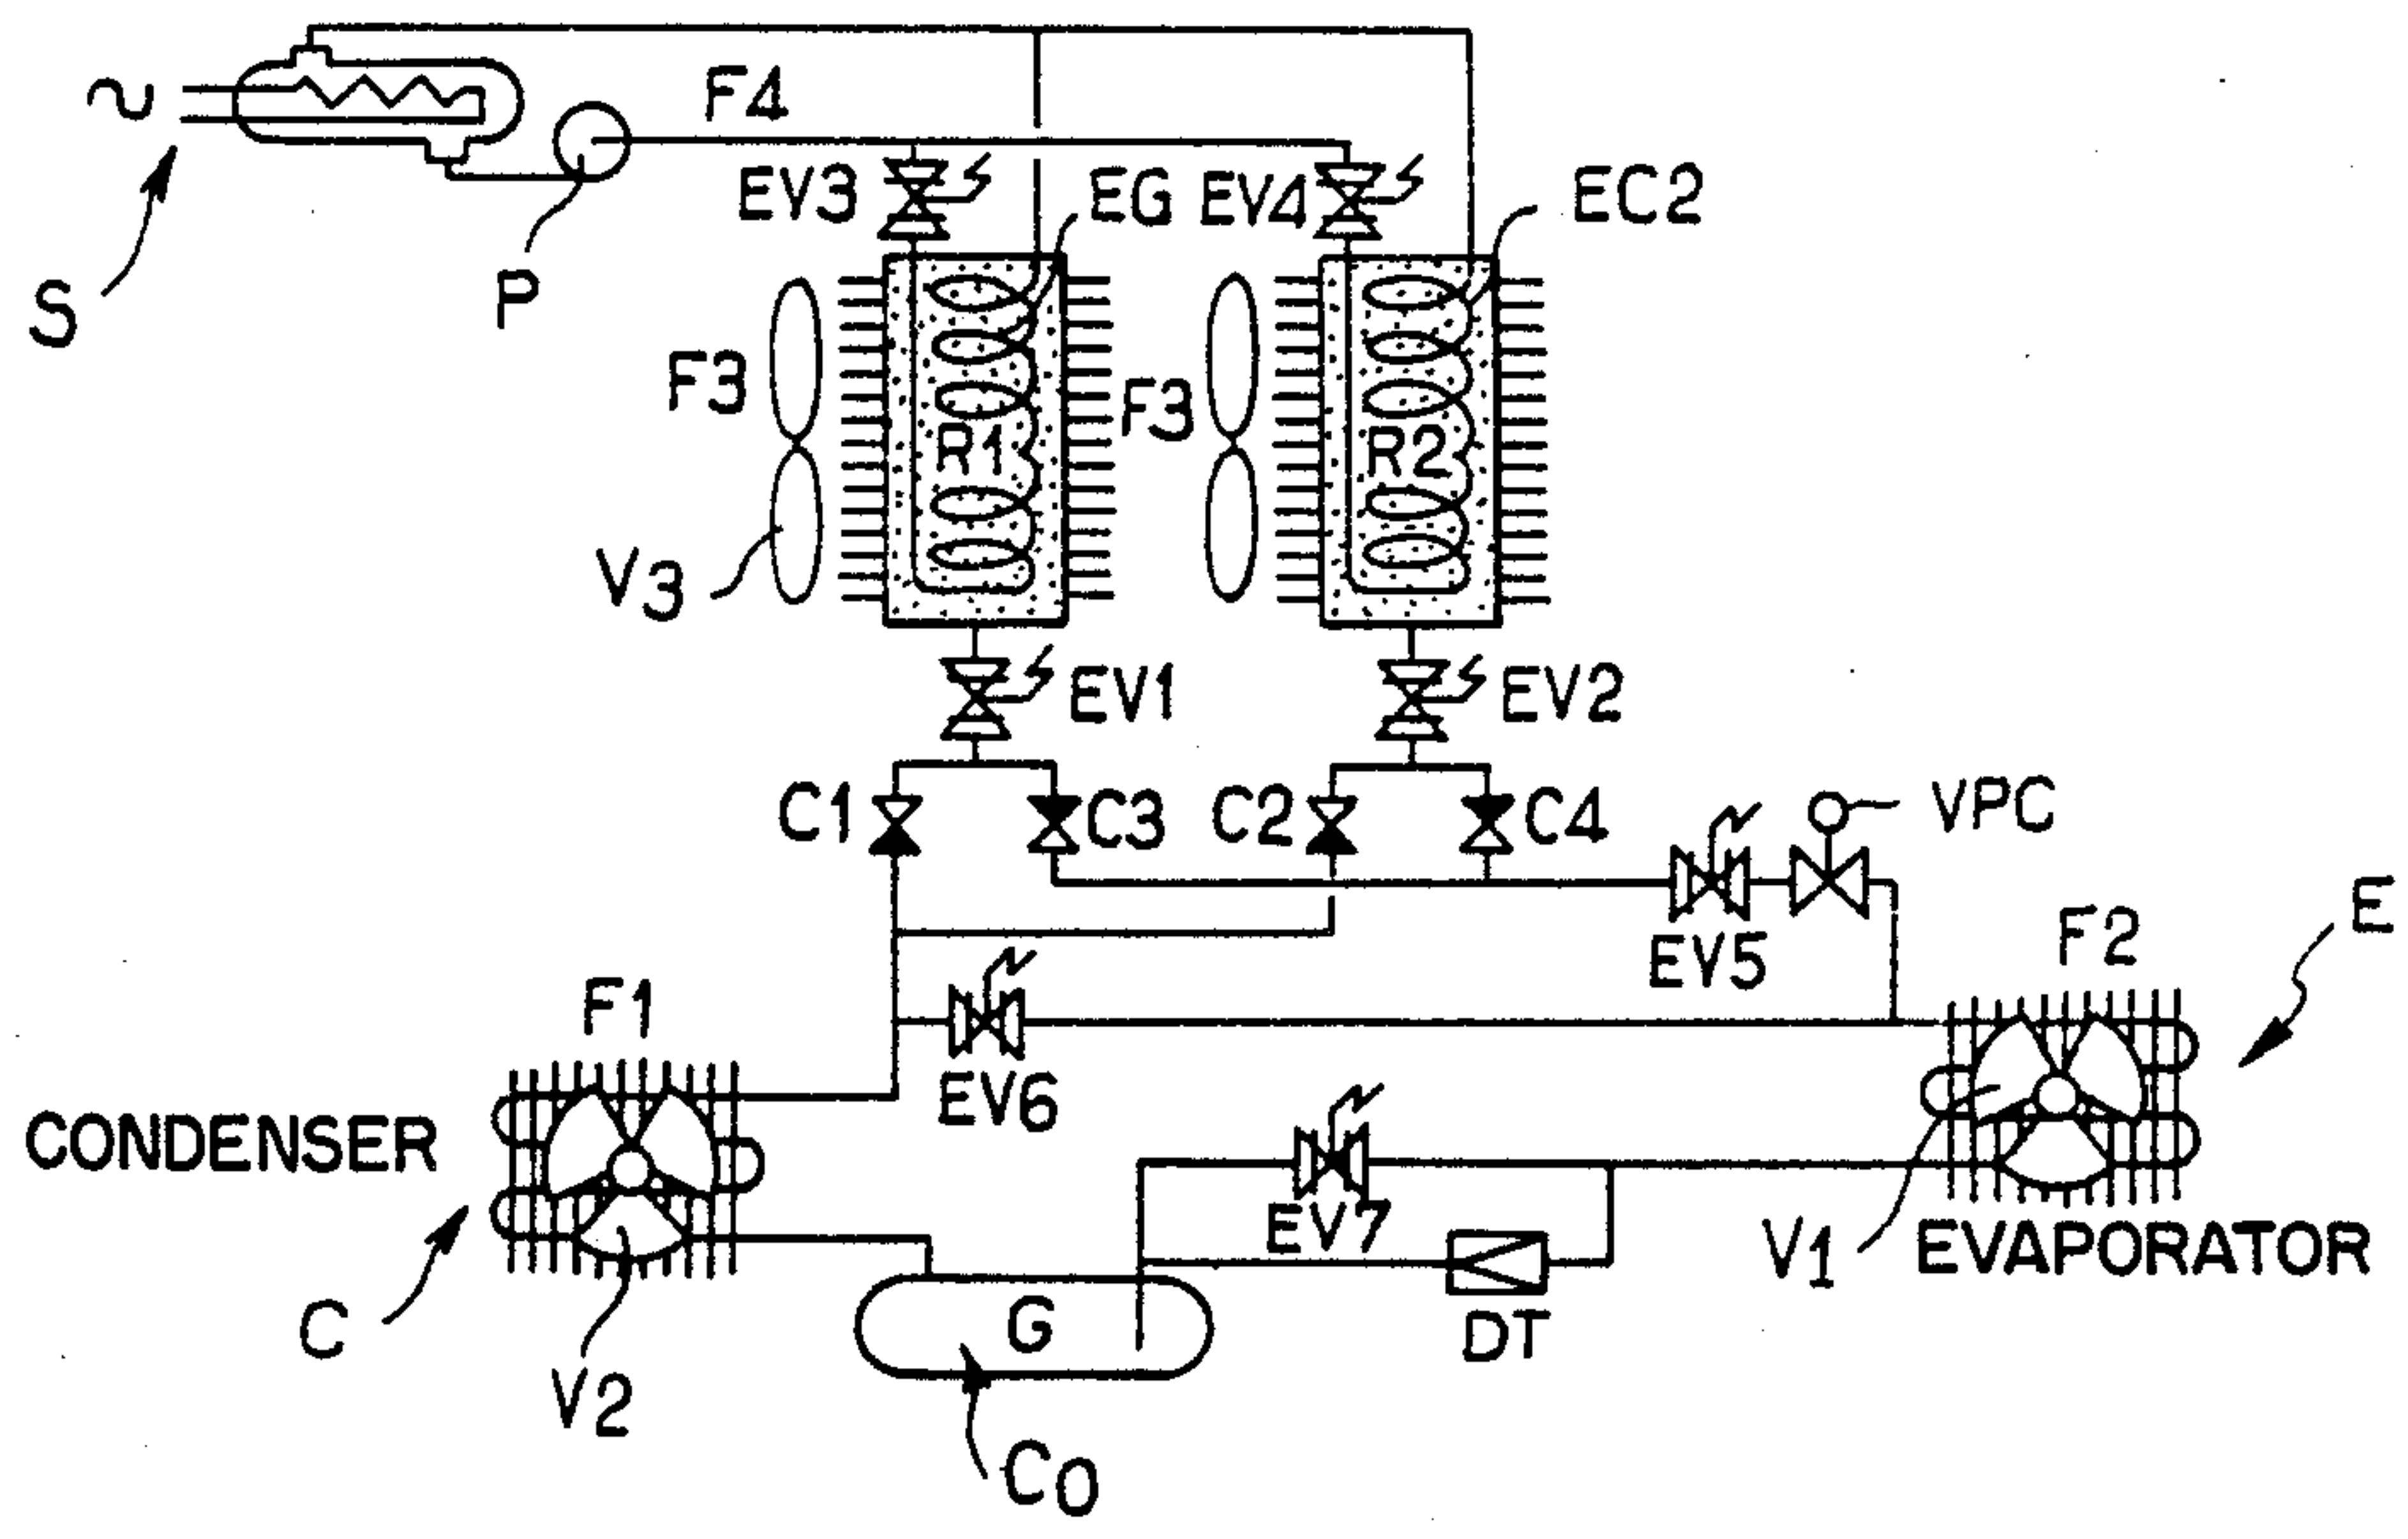 F4
EV3
EG
EV4
EC2
S
P
F3
F3
R1
R2
V3
EV1
EV2
C1
C3
C2
C4
VPC
EV5
F2
E
F1
EV6
CONDENSER
EV7
V1
EVAPORATOR
C
G
DT
V2
CO